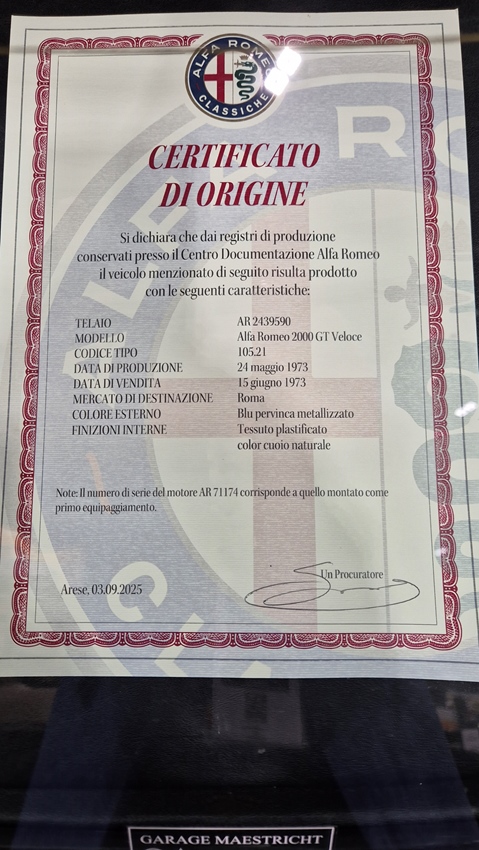 ALFA ROMEO
CLASSICHE
CERTIFICATO
DI ORIGINE
Si dichiara che dai registri di produzione
conservati presso il Centro Documentazione Alfa Romeo
il veicolo menzionato di seguito risulta prodotto
con le seguenti caratteristiche:
TELAIO AR 2439590
MODELLO Alfa Romeo 2000 GT Veloce
CODICE TIPO 105.21
DATA DI PRODUZIONE 24 maggio 1973
DATA DI VENDITA 15 giugno 1973
MERCATO DI DESTINAZIONE Roma
COLORE ESTERNO Blu pervinca metallizzato
FINIZIONI INTERNE Tessuto plastificato
color cuoio naturale
Note: Il numero di serie del motore AR 71174 corrisponde a quello montato come
primo equipaggiamento.
Un Procuratore
Arese, 03.09.2025
GARAGE MAESTRICHT